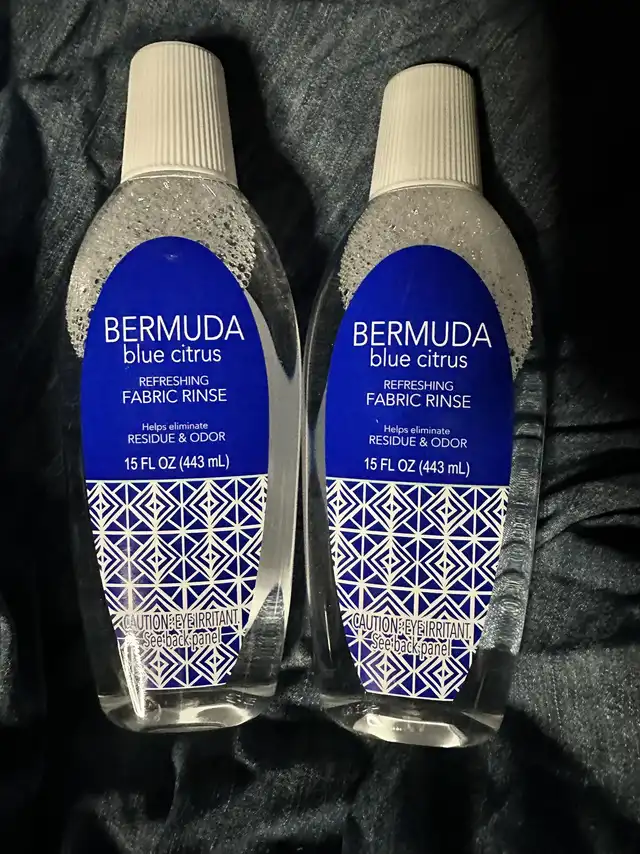 BERMUDA
blue citrus
REFRESHING
FABRIC RINSE
Helps eliminate
RESIDUE & ODOR
15 FL OZ (443 mL)
CAUTION: EYE IRRITANT.
See back panel
BERMUDA
blue citrus
REFRESHING
FABRIC RINSE
Helps eliminate
RESIDUE & ODOR
15 FL OZ (443 mL)
CAUTION: EYE IRRITANT.
See back panel